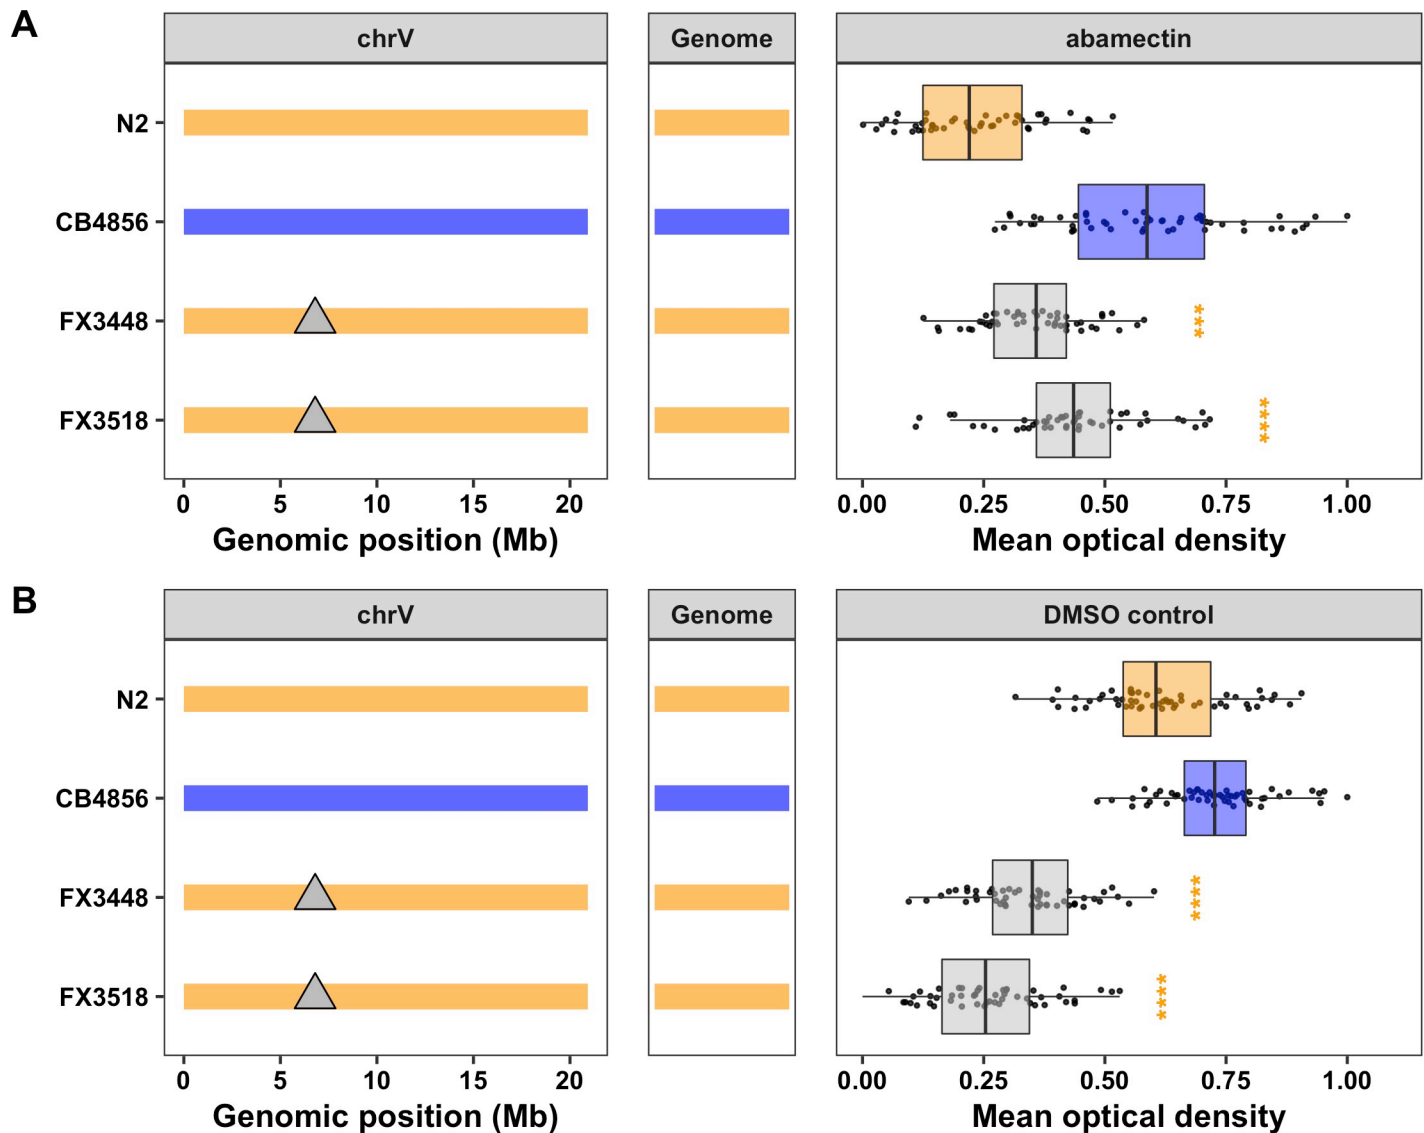 A
chrV Genome abamectin
N2
CB4856
FX3448 ***
FX3518 ****
0 5 10 15 20 0.00 0.25 0.50 0.75 1.00
Genomic position (Mb) Mean optical density
B
chrV Genome DMSO control
N2
CB4856
FX3448 ****
FX3518 ****
0 5 10 15 20 0.00 0.25 0.50 0.75 1.00
Genomic position (Mb) Mean optical density